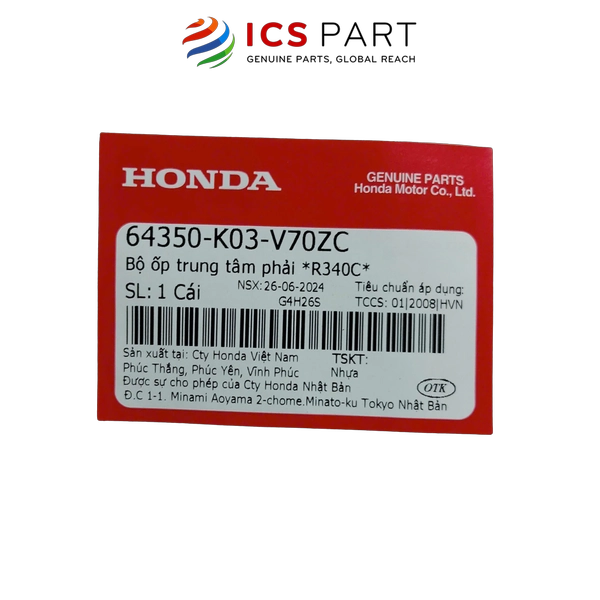 ICS PART
GENUINE PARTS, GLOBAL REACH
HONDA
GENUINE PARTS
Honda Motor Co., Ltd.
64350-K03-V70ZC
Bộ ốp trung tâm phải *R340C*
SL: 1 Cái
NSX: 26-06-2024
G4H26S
Tiêu chuẩn áp dụng:
TCCS: 01|2008|HVN
Sản xuất tại: Cty Honda Việt Nam
Phúc Thắng, Phúc Yên, Vĩnh Phúc
TSKT:
Nhựa
Được sự cho phép của Cty Honda Nhật Bản
Đ.C 1-1. Minami Aoyama 2-chome.Minato-ku Tokyo Nhật Bản
OTK